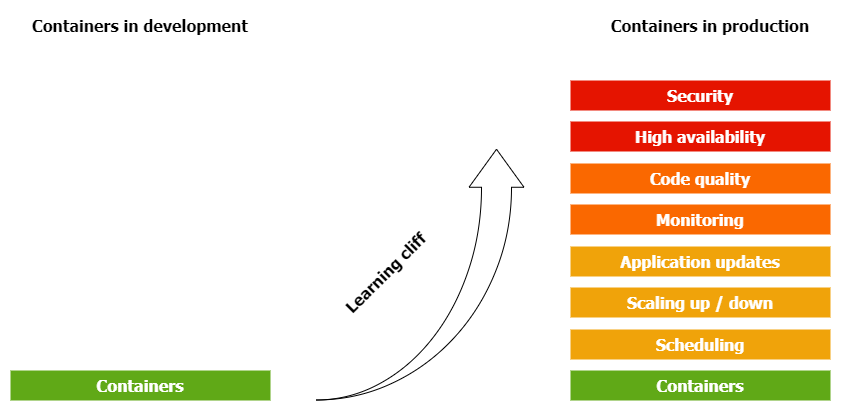 Containers in development
Containers in production
Security
High availability
Code quality
Monitoring
Learning cliff
Application updates
Scaling up / down
Scheduling
Containers
Containers